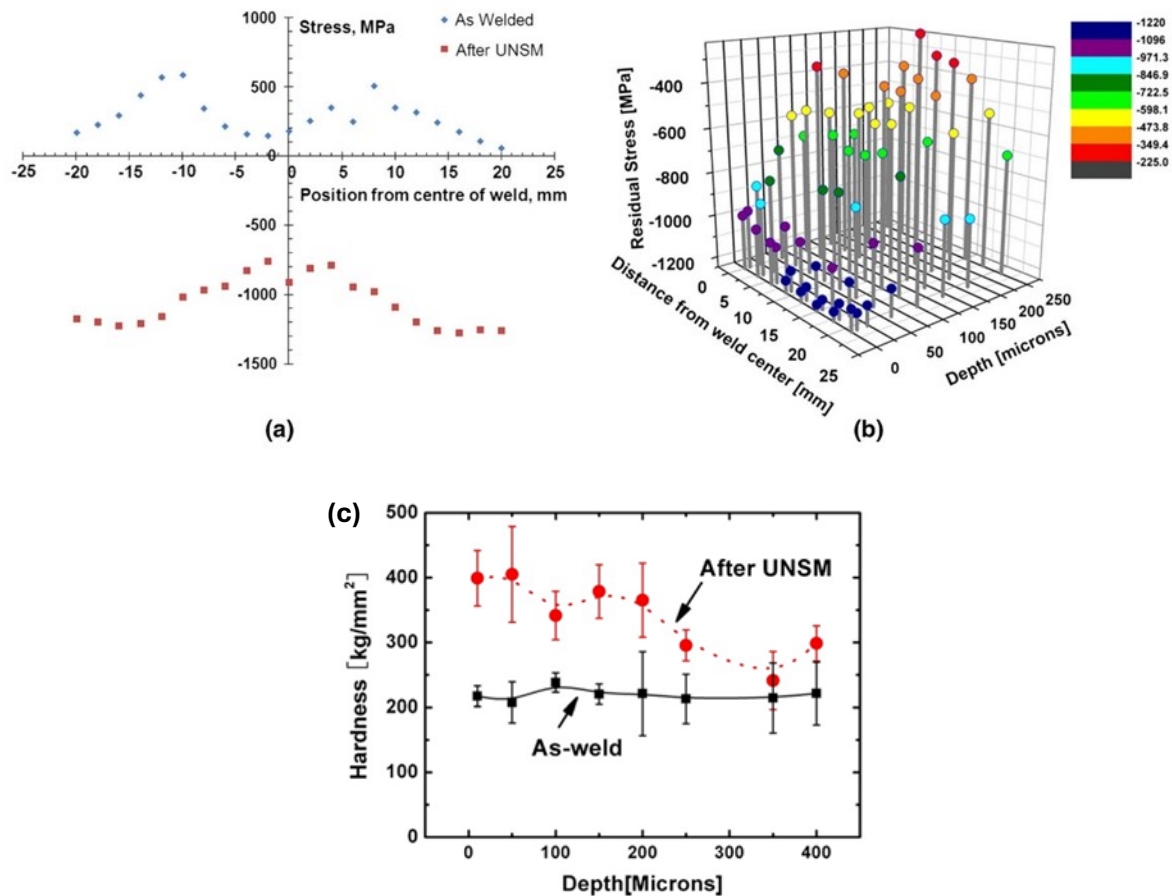 1000
Stress, MPa
As Welded
After UNSM
500
0
-25 -20 -15 -10 -5 0 5 10 15 20 25
Position from centre of weld, mm
-500
-1000
-1500
(a)
Residual Stress [MPa]
-400
-600
-800
-1000
-1200
0
5
10
15
20
25
Distance from weld center [mm]
0
50
100
150
200
250
Depth [microns]
-1220
-1096
-971.3
-846.9
-722.5
-598.1
-473.8
-349.4
-225.0
(b)
(c)
Hardness [kg/mm²]
500
400
300
200
100
0
After UNSM
As-weld
0 100 200 300 400
Depth[Microns]